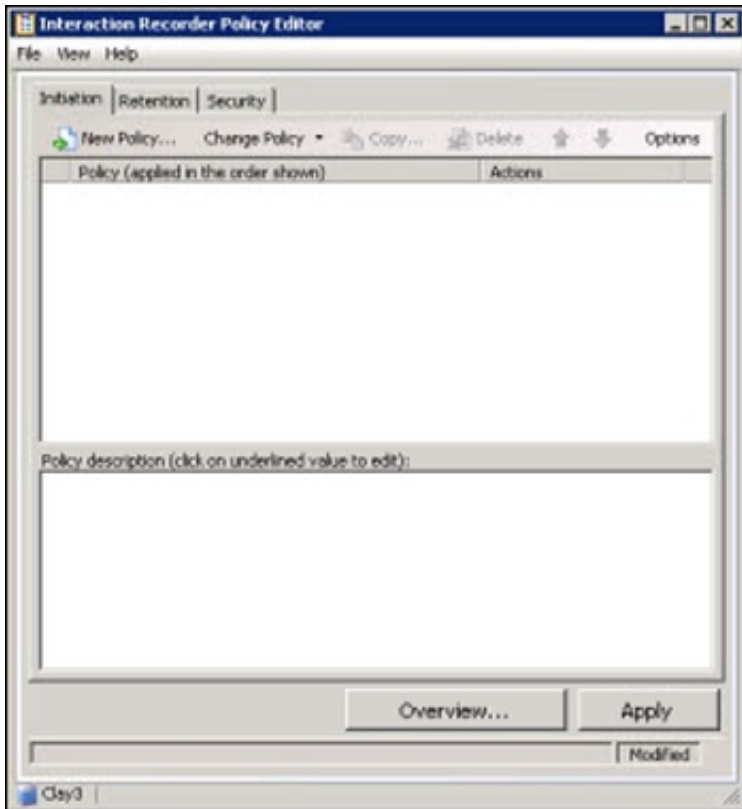 Interaction Recorder Policy Editor
File View Help
Initiation Retention Security
New Policy... Change Policy Copy... Delete Options
Policy (applied in the order shown) Actions
Policy description (click on underlined value to edit):
Overview... Apply
Modified
Clay3